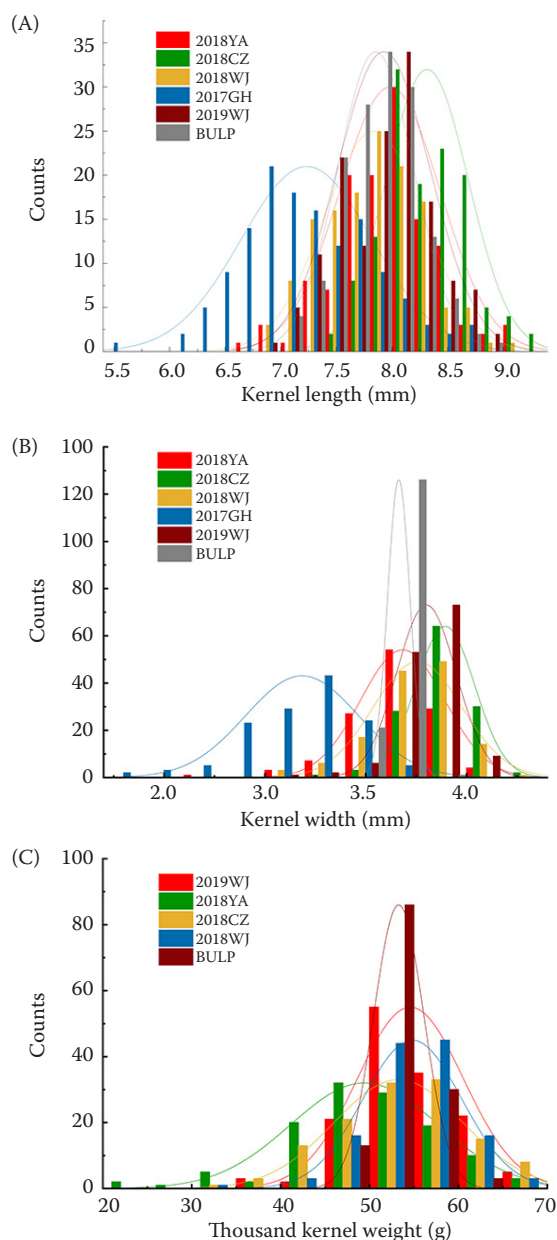 (A)
2018YA
2018CZ
2018WJ
2017GH
2019WJ
BULP
35
30
25
20
15
10
5
0
Counts
5.5 6.0 6.5 7.0 7.5 8.0 8.5 9.0
Kernel length (mm)
(B)
2018YA
2018CZ
2018WJ
2017GH
2019WJ
BULP
100
120
100
80
60
40
20
0
Counts
2.0 3.0 3.5 4.0
Kernel width (mm)
(C)
2019WJ
2018YA
2018CZ
2018WJ
BULP
100
80
60
40
20
0
Counts
20 30 40 50 60 70
Thousand kernel weight (g)